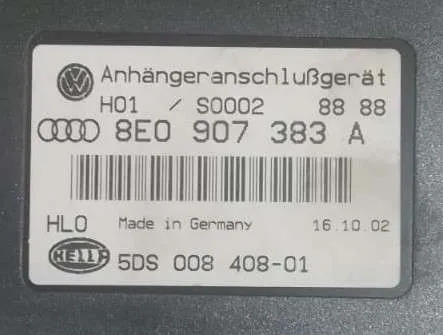 Anhängeranschlußgerät
H01 / S0002 88 88
8E0 907 383 A
HLO Made in Germany 16.10.02
HELLA 5DS 008 408-01